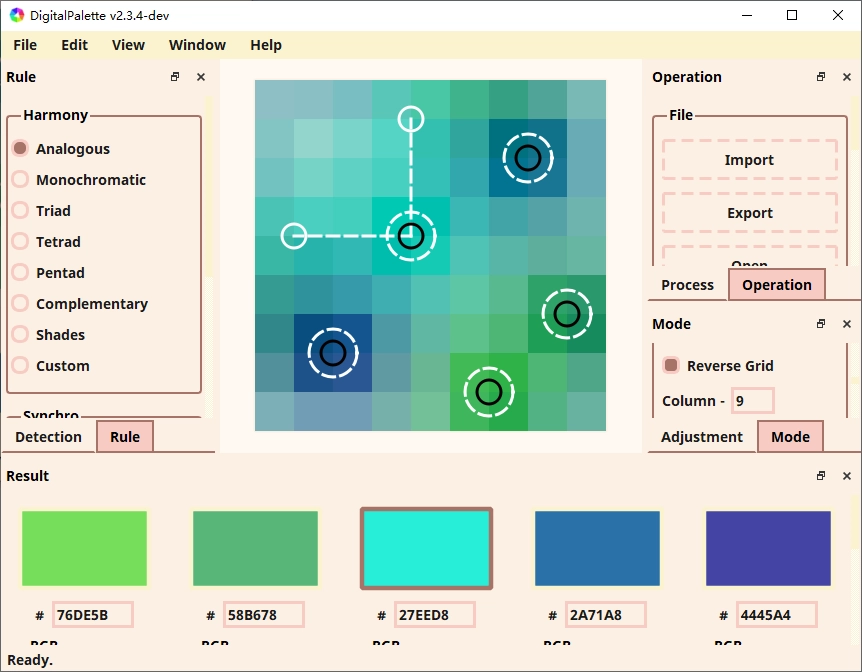 DigitalPalette v2.3.4-dev
File Edit View Window Help
Rule
Harmony
Analogous
Monochromatic
Triad
Tetrad
Pentad
Complementary
Shades
Custom
Synchro
Detection Rule
Operation
File
Import
Export
Open
Process Operation
Mode
Reverse Grid
Column - 9
Adjustment Mode
Result
# 76DE5B # 58B678 # 27EED8 # 2A71A8 # 4445A4
RGB RGB RGB RGB RGB
Ready.